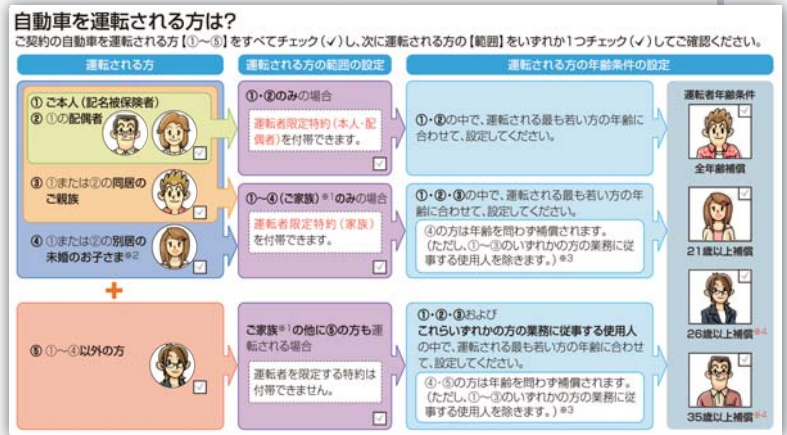 自動車を運転される方は?
ご契約の自動車を運転される方【①～⑤】をすべてチェック(✓)し、次に運転される方の【範囲】をいずれか1つチェック(✓)してご確認ください。
運転される方
運転される方の範囲の設定
運転される方の年齢条件の設定
① ご本人(記名被保険者)
② ①の配偶者
③ ①または②の同居の
ご親族
④ ①または②の別居の
未婚のお子さま※2
+
⑤ ①～④以外の方
①・②のみの場合
運転者限定特約(本人・配
偶者)を付帯できます。
①～④(ご家族)※1のみの場合
運転者限定特約(家族)
を付帯できます。
ご家族※1の他に⑤の方も運
転される場合
運転者を限定する特約は
付帯できません。
①・②の中で、運転される最も若い方の年齢に
合わせて、設定してください。
①・②・③の中で、運転される最も若い方の年
齢に合わせて、設定してください。
④の方は年齢を問わず補償されます。
(ただし、①～③のいずれかの方の業務に従
事する使用人を除きます。)※3
①・②・③および
これらいずれかの方の業務に従事する使用人
の中で、運転される最も若い方の年齢に合わせ
て、設定してください。
④・⑤の方は年齢を問わず補償されます。
(ただし、①～③のいずれかの方の業務に従
事する使用人を除きます。)※3
運転者年齢条件
全年齢補償
21歳以上補償
26歳以上補償※4
35歳以上補償※4